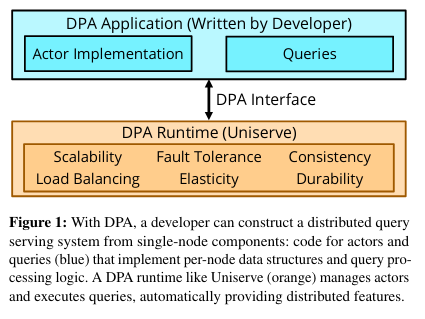 DPA Application (Written by Developer)
Actor Implementation Queries
DPA Interface
DPA Runtime (Uniserve)
Scalability Fault Tolerance Consistency
Load Balancing Elasticity Durability
Figure 1: With DPA, a developer can construct a distributed query
serving system from single-node components: code for actors and
queries (blue) that implement per-node data structures and query pro-
cessing logic. A DPA runtime like Uniserve (orange) manages actors
and executes queries, automatically providing distributed features.